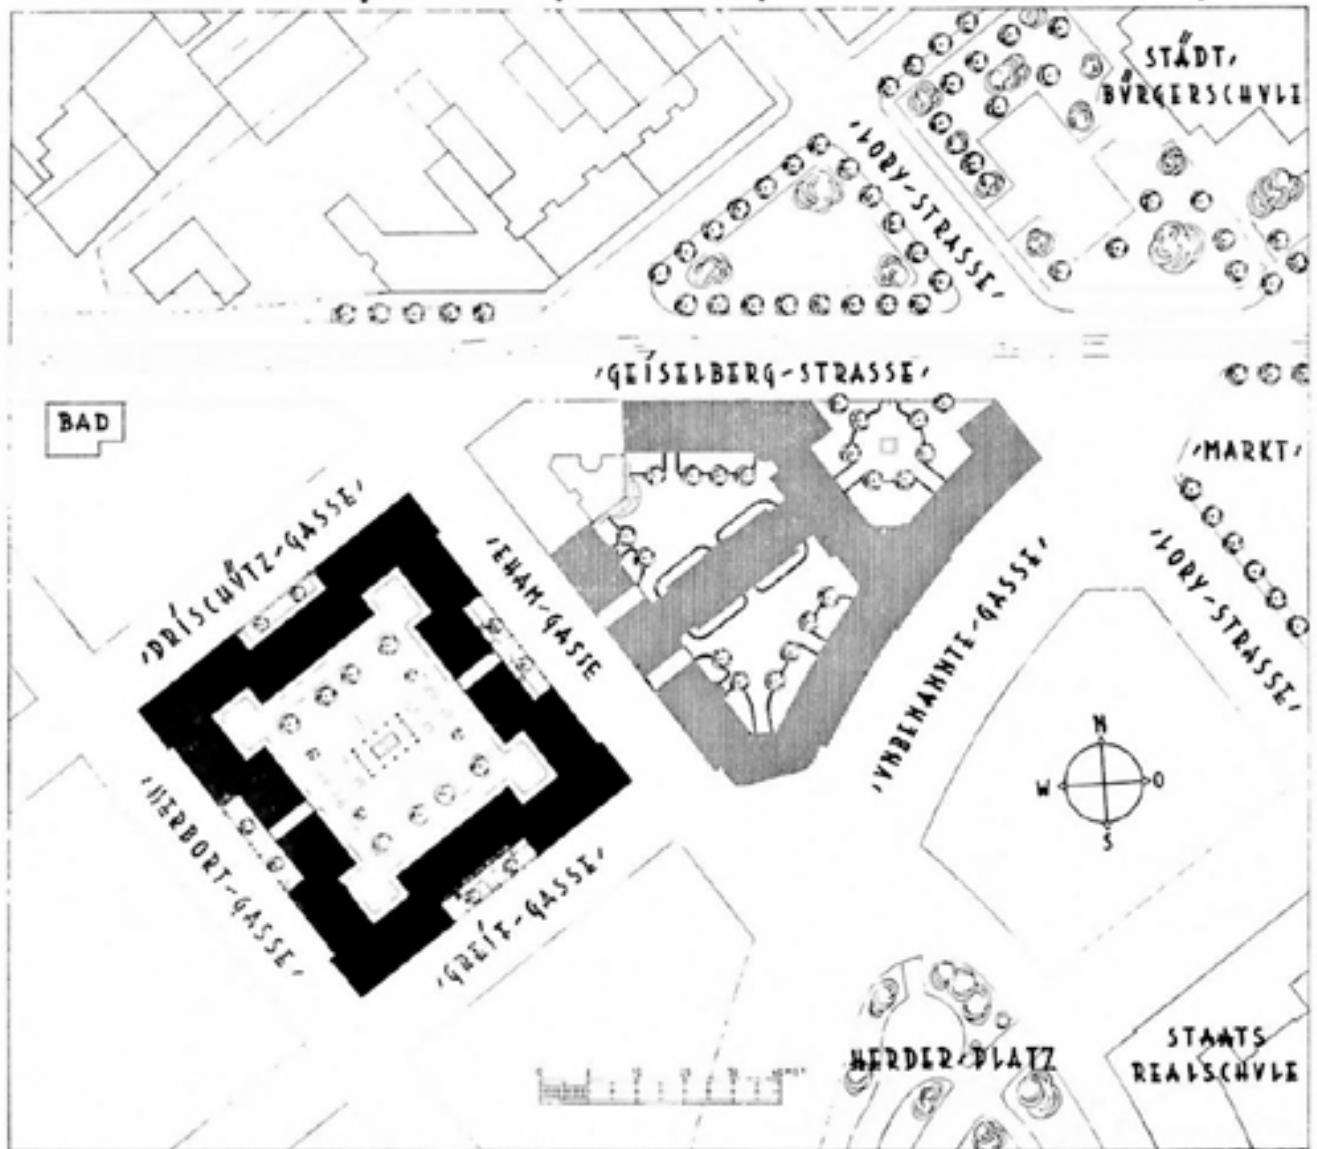 STÄDT,
BÜRGERSCHULE
LORY-STRASSE
GEISELBERG-STRASSE
BAD
MARKT
DRISCHÜTZ-GASSE
EHAM-GASSE
LORY-STRASSE
UNBENANNTE-GASSE
N
W
O
S
HERBORT-GASSE
GREIF-GASSE
HERDER-PLATZ
STAATS
REALSCHULE